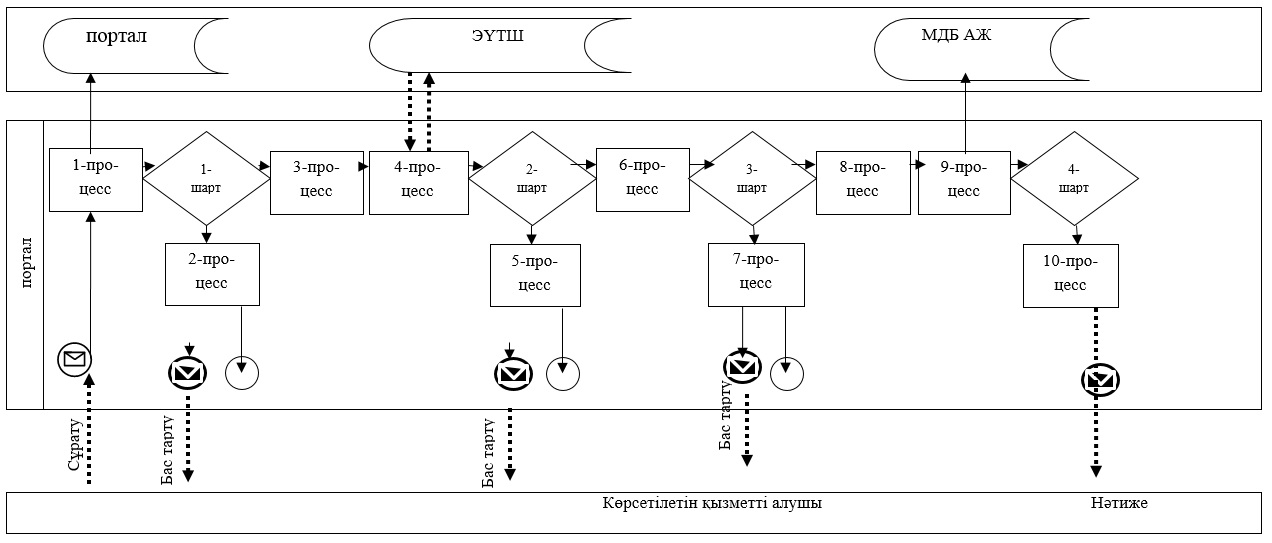 портал
ЭҮТШ
МДБ АЖ
портал
1-про-
цесс
1-
шарт
3-про-
цесс
4-про-
цесс
2-
шарт
6-про-
цесс
3-
шарт
8-про-
цесс
9-про-
цесс
4-
шарт
2-про-
цесс
5-про-
цесс
7-про-
цесс
10-про-
цесс
Сұрату
Бас тарту
Бас тарту
Бас тарту
Көрсетілетін қызметті алушы
Нәтиже